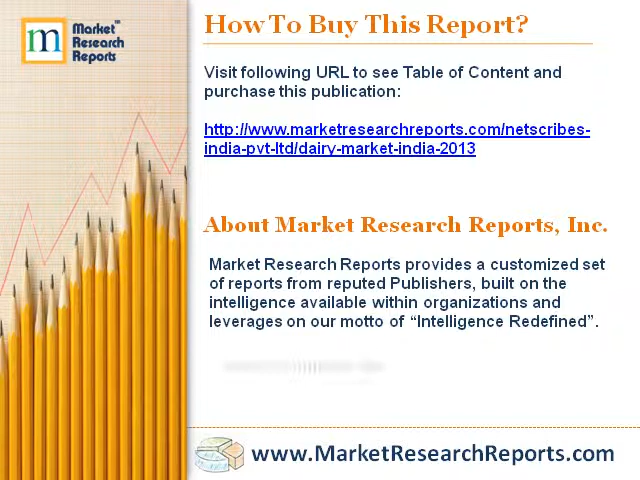 m
Market™
Research
Reports
How To Buy This Report?
Visit following URL to see Table of Content and
purchase this publication:
http://www.marketresearchreports.com/netscribes-
india-pvt-ltd/dairy-market-india-2013
About Market Research Reports, Inc.
Market Research Reports provides a customized set
of reports from reputed Publishers, built on the
intelligence available within organizations and
leverages on our motto of “Intelligence Redefined”.
www.MarketResearchReports.com